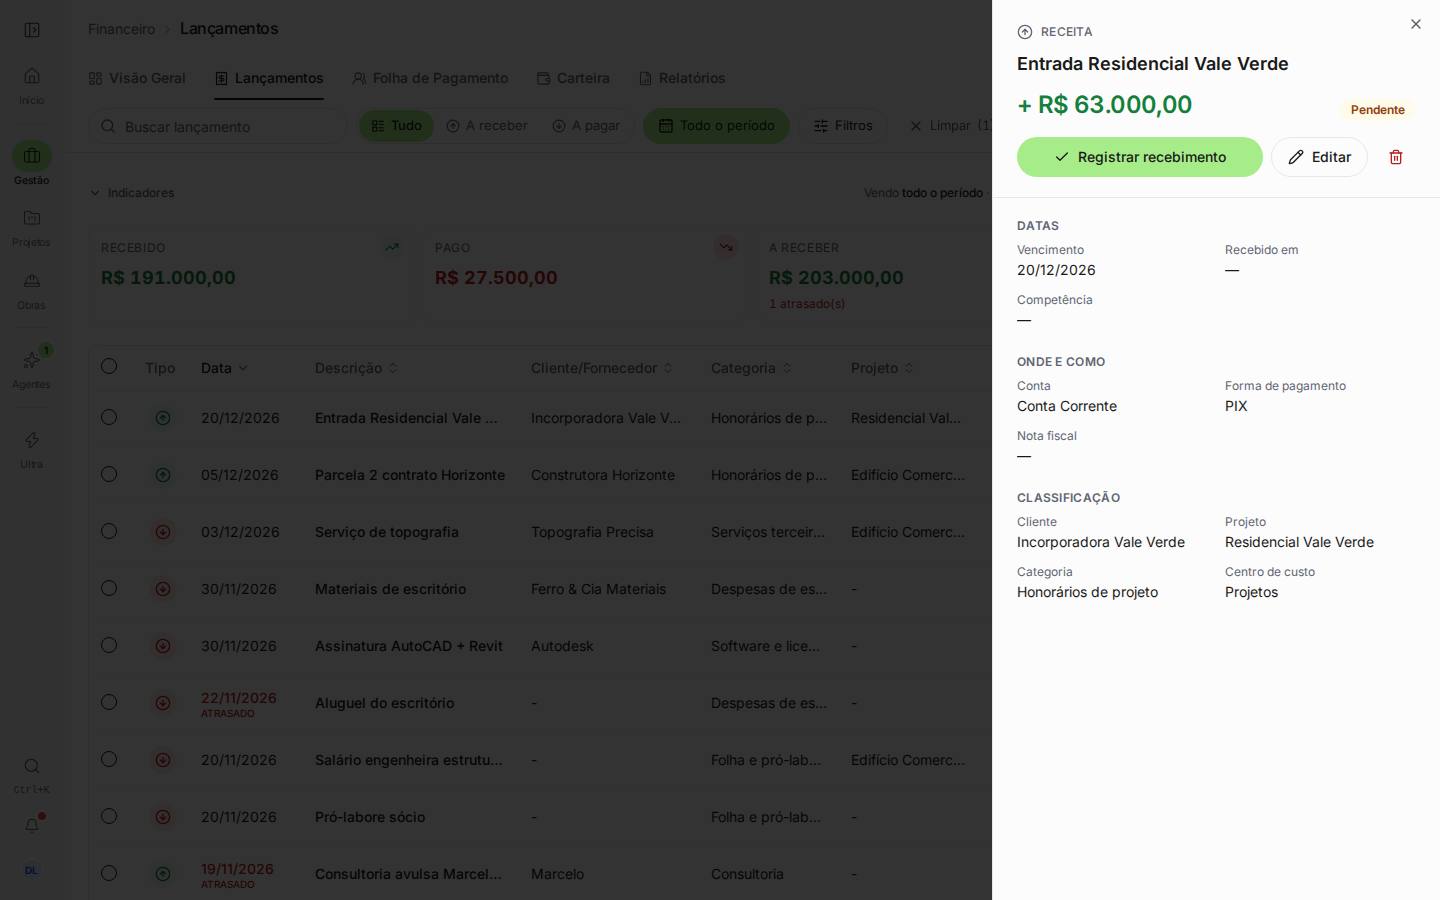 Financeiro > Lançamentos
Visão Geral Lançamentos Folha de Pagamento Carteira Relatórios
Buscar lançamento Tudo A receber A pagar Todo o período Filtros Limpar (1
Indicadores Vendo todo o período ·
RECEBIDO PAGO A RECEBER
R$ 191.000,00 R$ 27.500,00 R$ 203.000,00
1 atrasado(s)
Tipo Data Descrição Cliente/Fornecedor Categoria Projeto
20/12/2026 Entrada Residencial Vale ... Incorporadora Vale V... Honorários de p... Residencial Val...
05/12/2026 Parcela 2 contrato Horizonte Construtora Horizonte Honorários de p... Edifício Comerc...
03/12/2026 Serviço de topografia Topografia Precisa Serviços terceir... Edifício Comerc...
30/11/2026 Materiais de escritório Ferro & Cia Materiais Despesas de es... -
30/11/2026 Assinatura AutoCAD + Revit Autodesk Software e lice... -
22/11/2026 Aluguel do escritório - Despesas de es... -
ATRASADO
20/11/2026 Salário engenheira estrutu... - Folha e pró-lab... Edifício Comerc...
20/11/2026 Pró-labore sócio - Folha e pró-lab... -
19/11/2026 Consultoria avulsa Marcel... Marcelo Consultoria -
ATRASADO
Início
Gestão
Projetos
Obras
1
Agentes
Ultra
Ctrl+K
DL
RECEITA
Entrada Residencial Vale Verde
+ R$ 63.000,00 Pendente
Registrar recebimento Editar
DATAS
Vencimento Recebido em
20/12/2026 —
Competência
—
ONDE E COMO
Conta Forma de pagamento
Conta Corrente PIX
Nota fiscal
—
CLASSIFICAÇÃO
Cliente Projeto
Incorporadora Vale Verde Residencial Vale Verde
Categoria Centro de custo
Honorários de projeto Projetos